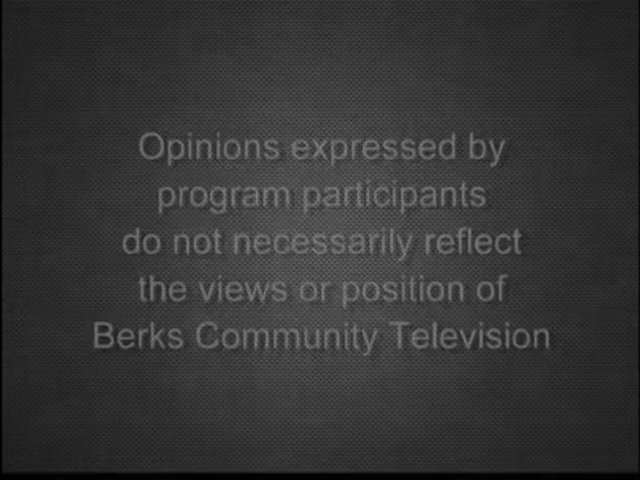 Opinions expressed by
program participants
do not necessarily reflect
the views or position of
Berks Community Television